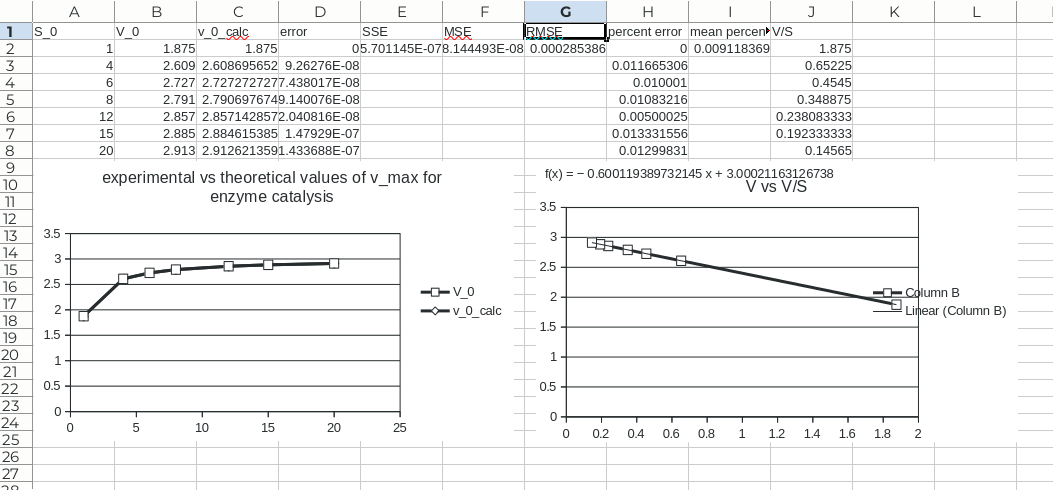 A B C D E F G H I J K L
1 S_0 V_0 v_0_calc error SSE MSE RMSE percent error mean percen V/S
2 1 1.875 1.875 0 5.701145E-07 8.144493E-08 0.000285386 0 0.009118369 1.875
3 4 2.609 2.608695652 9.26276E-08 0.011665306 0.65225
4 6 2.727 2.727272727 7.438017E-08 0.010001 0.4545
5 8 2.791 2.790697674 9.140076E-08 0.01083216 0.348875
6 12 2.857 2.857142857 2.040816E-08 0.00500025 0.238083333
7 15 2.885 2.884615385 1.47929E-07 0.013331556 0.192333333
8 20 2.913 2.912621359 1.433688E-07 0.01299831 0.14565
9
10
11
12
13
14
15
16
17
18
19
20
21
22
23
24
25
26
27
28
experimental vs theoretical values of v_max for
enzyme catalysis
3.5
3
2.5
2
1.5
1
0.5
0
0 5 10 15 20 25
V_0
v_0_calc
f(x) = − 0.600119389732145 x + 3.00021163126738
V vs V/S
3.5
3
2.5
2
1.5
1
0.5
0
0 0.2 0.4 0.6 0.8 1 1.2 1.4 1.6 1.8 2
Column B
Linear (Column B)